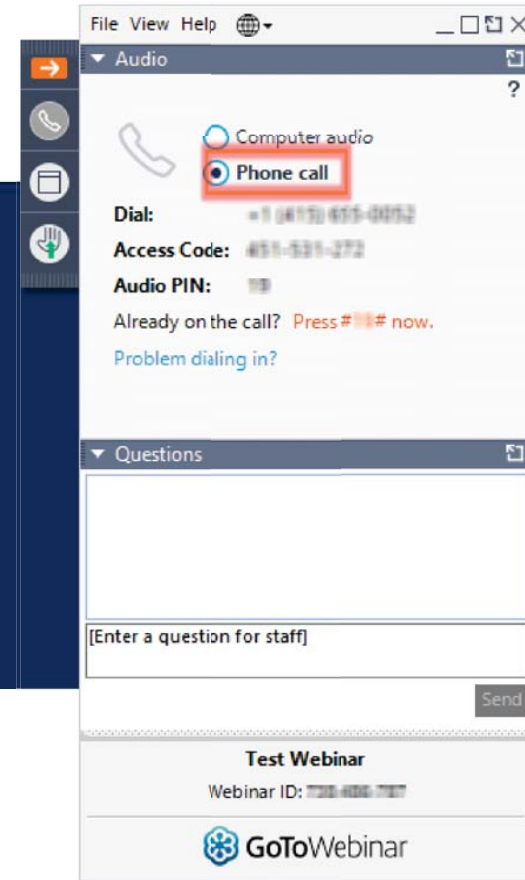 File View Help
Audio
?
Computer audio
Phone call
Dial:
Access Code:
Audio PIN:
Already on the call? Press # # now.
Problem dialing in?
Questions
[Enter a question for staff]
Send
Test Webinar
Webinar ID:
GoToWebinar